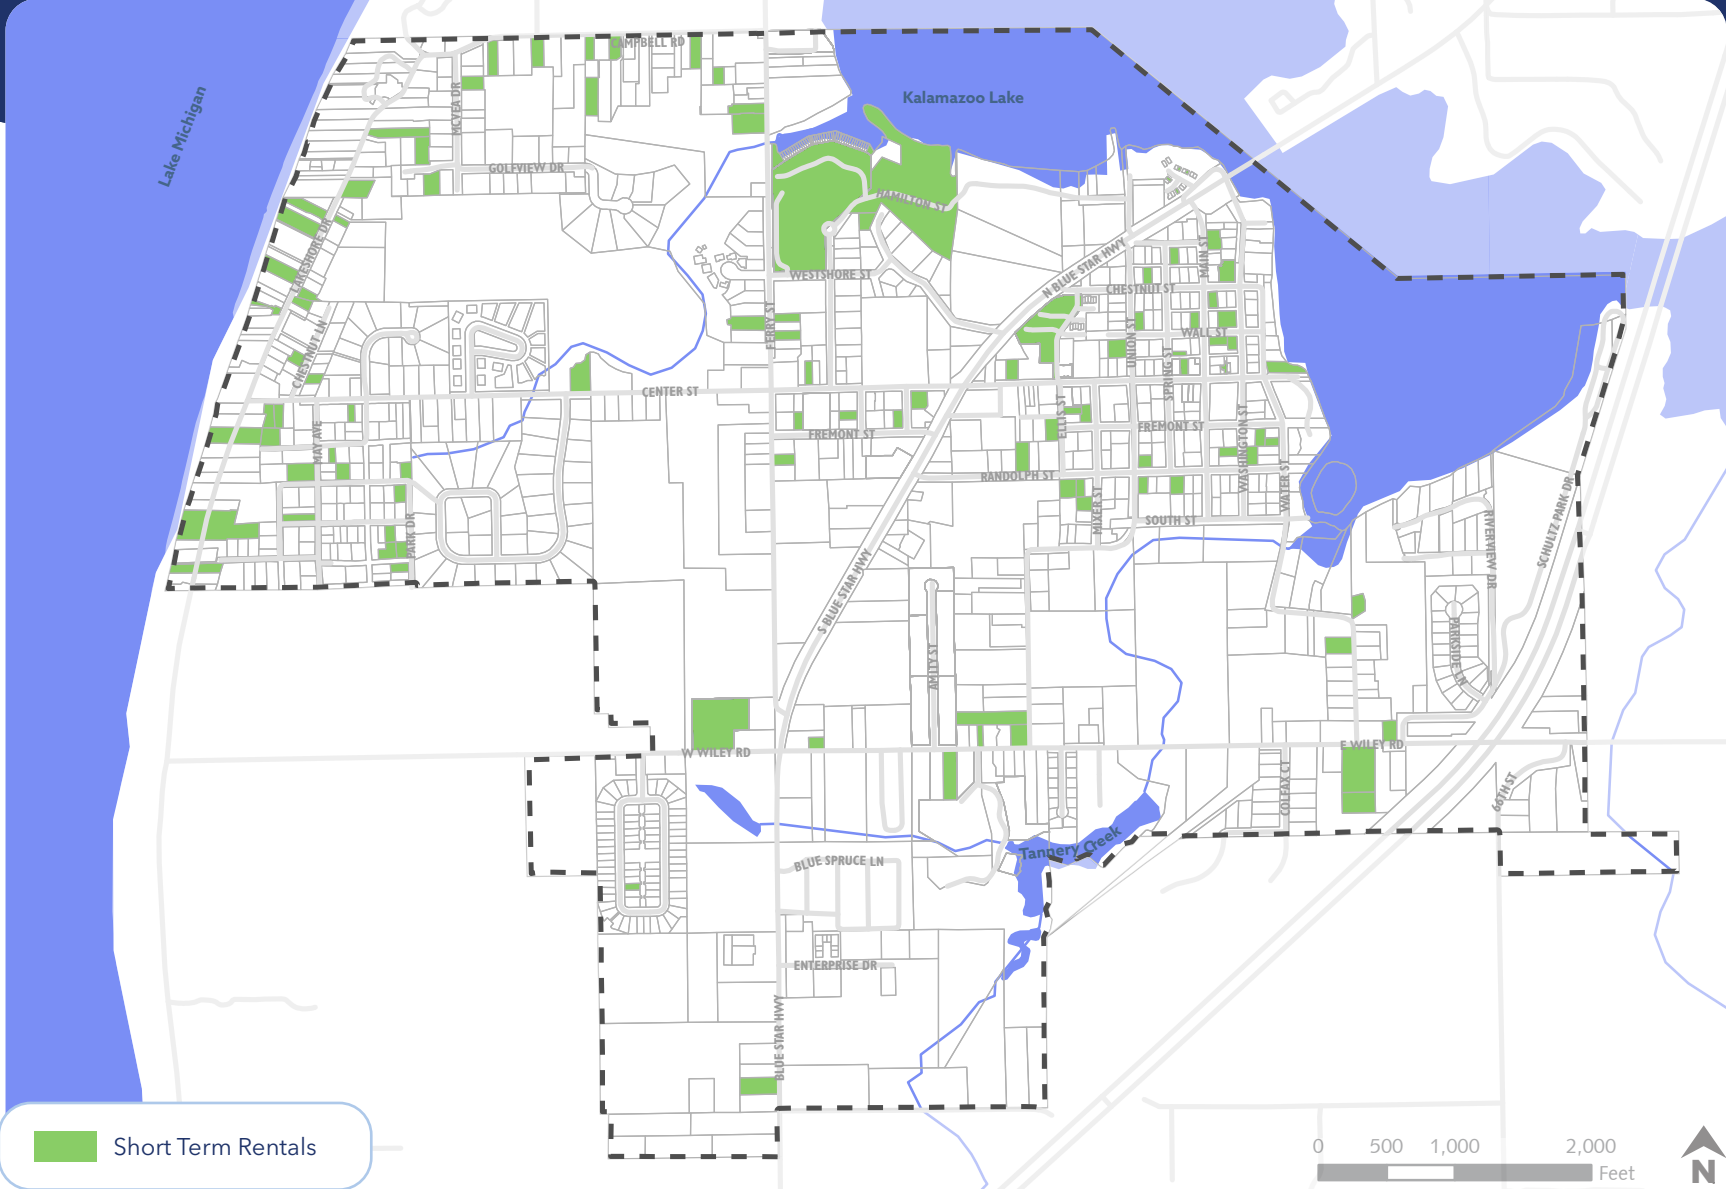 CAMPBELL RD
Lake Michigan
Kalamazoo Lake
MCVEA DR
GOLFVIEW DR
HAMILTON ST
LAKESHORE DR
MAIN ST
N BLUE STAR HWY
WESTSHORE ST
CHESTNUT ST
CHESTNUT LN
FERRY ST
UNION ST
WALL ST
SPRING ST
CENTER ST
ELLIS ST
WASHINGTON ST
MAY AVE
FREMONT ST
FREMONT ST
RANDOLPH ST
WATER ST
MIXER ST
SOUTH ST
PARK DR
RIVERVIEW DR
SCHULTZ PARK DR
S BLUE STAR HWY
AMITY ST
PARKSIDE LN
W WILEY RD
E WILEY RD
COLFAX CT
66TH ST
Tannery Creek
BLUE SPRUCE LN
ENTERPRISE DR
BLUE STAR HWY
Short Term Rentals
0 500 1,000 2,000
Feet
N